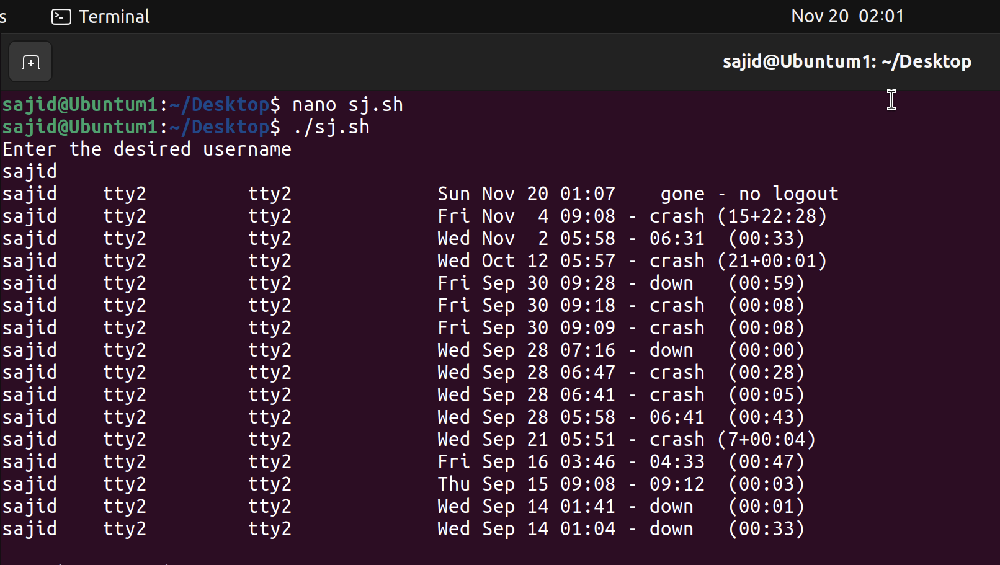 s Terminal Nov 20 02:01
sajid@Ubuntum1: ~/Desktop
sajid@Ubuntum1:~/Desktop$ nano sj.sh
sajid@Ubuntum1:~/Desktop$ ./sj.sh
Enter the desired username
sajid
sajid    tty2         tty2             Sun Nov 20 01:07    gone - no logout
sajid    tty2         tty2             Fri Nov  4 09:08 - crash (15+22:28)
sajid    tty2         tty2             Wed Nov  2 05:58 - 06:31  (00:33)
sajid    tty2         tty2             Wed Oct 12 05:57 - crash (21+00:01)
sajid    tty2         tty2             Fri Sep 30 09:28 - down   (00:59)
sajid    tty2         tty2             Fri Sep 30 09:18 - crash  (00:08)
sajid    tty2         tty2             Fri Sep 30 09:09 - crash  (00:08)
sajid    tty2         tty2             Wed Sep 28 07:16 - down   (00:00)
sajid    tty2         tty2             Wed Sep 28 06:47 - crash  (00:28)
sajid    tty2         tty2             Wed Sep 28 06:41 - crash  (00:05)
sajid    tty2         tty2             Wed Sep 28 05:58 - 06:41  (00:43)
sajid    tty2         tty2             Wed Sep 21 05:51 - crash (7+00:04)
sajid    tty2         tty2             Fri Sep 16 03:46 - 04:33  (00:47)
sajid    tty2         tty2             Thu Sep 15 09:08 - 09:12  (00:03)
sajid    tty2         tty2             Wed Sep 14 01:41 - down   (00:01)
sajid    tty2         tty2             Wed Sep 14 01:04 - down   (00:33)